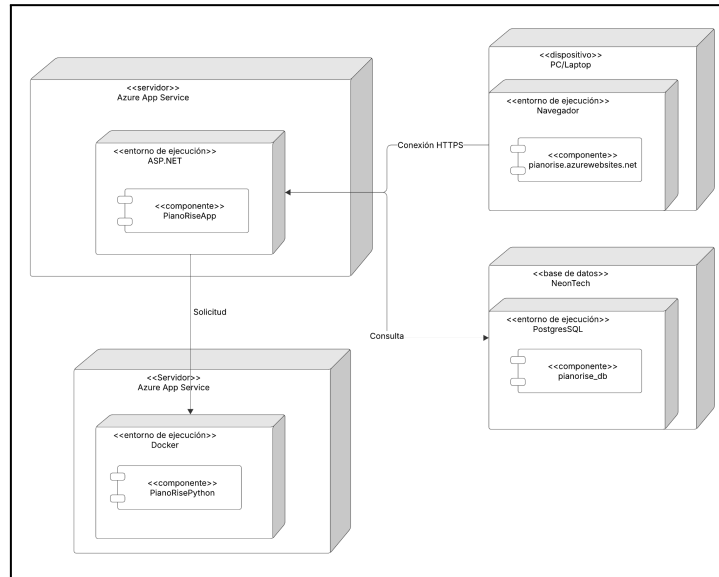 <<servidor>>
Azure App Service
<<entorno de ejecución>>
ASP.NET
<<componente>>
PianoRiseApp
<<dispositivo>>
PC/Laptop
<<entorno de ejecución>>
Navegador
<<componente>>
pianorise.azurewebsites.net
Conexión HTTPS
Solicitud
Consulta
<<base de datos>>
NeonTech
<<entorno de ejecución>>
PostgresSQL
<<componente>>
pianorise_db
<<Servidor>>
Azure App Service
<<entorno de ejecución>>
Docker
<<componente>>
PianoRisePython